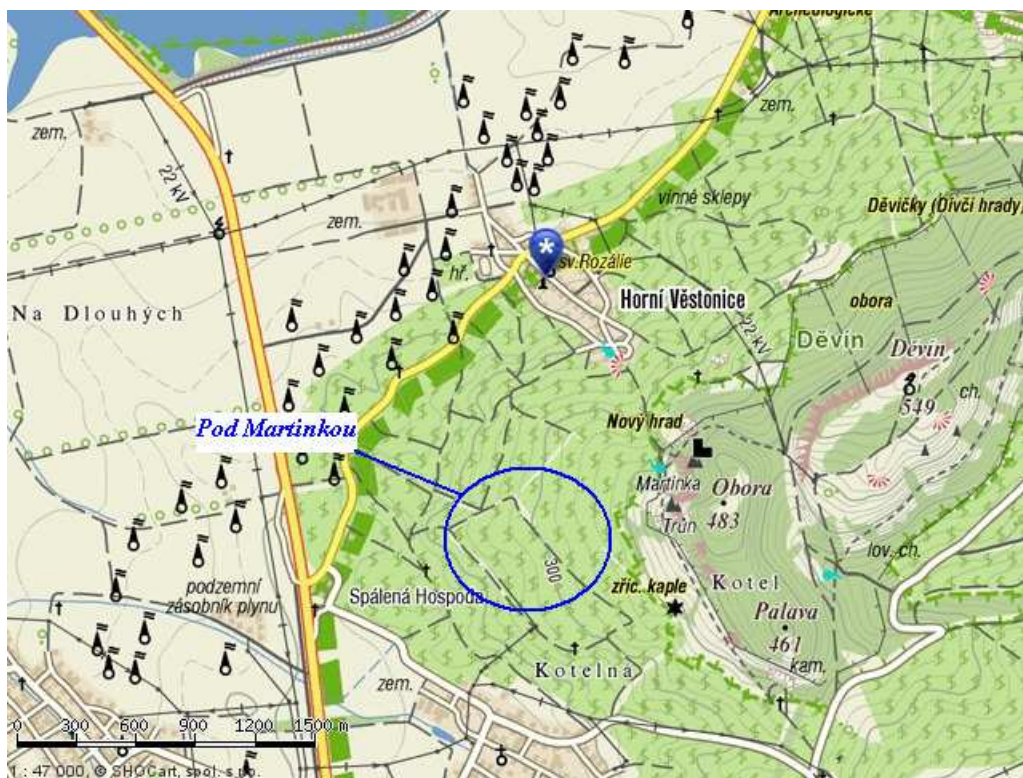 Archeologické
zem.
zem.
22 kV
zem.
vinné sklepy
Děvičky (Dívčí hrady)
hř.
sv.Rozálie
Horní Věstonice
obora
Na Dlouhých
22 kV
Děvín
Děvín
549
ch.
Pod Martinkou
Nový hrad
Martinka
Obora
483
Trůn
lov. ch.
300
podzemní
zásobník plynu
Spálená Hospoda
zříc. kaple
Kotel
Palava
461
kam.
Kotelná
zem.
0 300 600 900 1200 1500 m
1 : 47 000, © SHOCart, spol. s r.o.